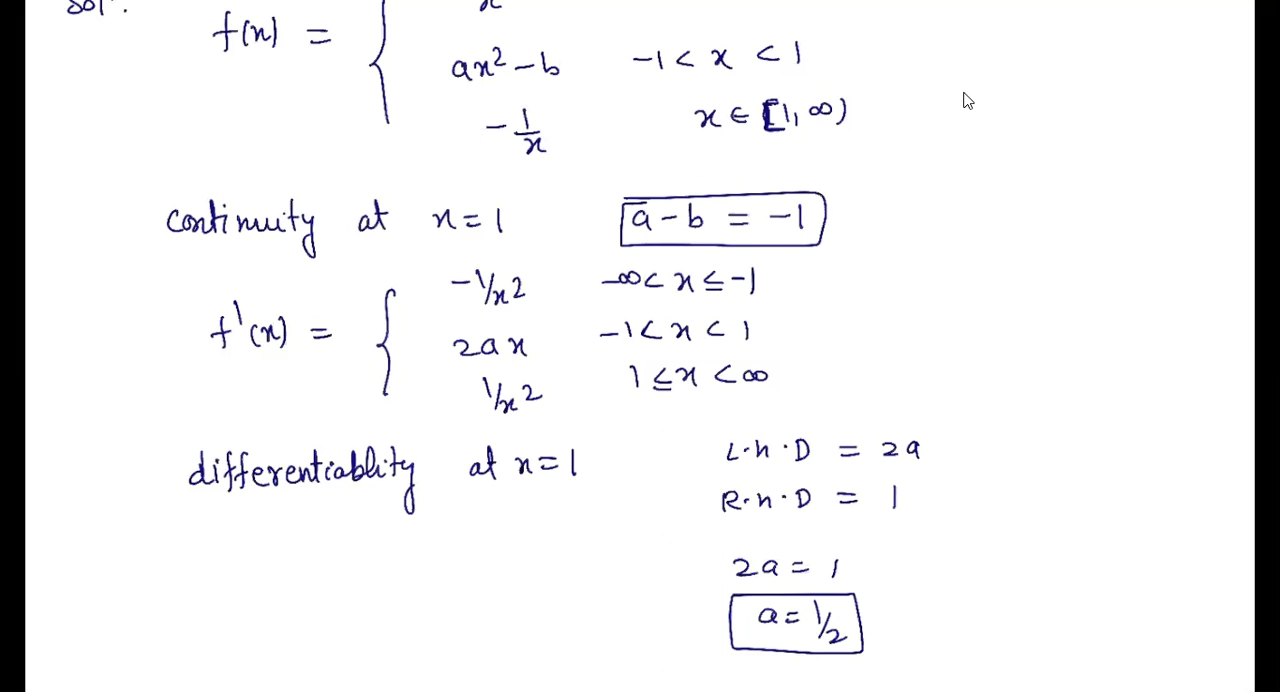 Sol.
x
f(x) =
ax² - b   -1 < x < 1
- 1/x   x ∈ [1, ∞)
continuity at x = 1   a - b = -1
-1/x2   -∞ < x ≤ -1
f'(x) =
2ax   -1 < x < 1
1/x2   1 ≤ x < ∞
differentiablity at x = 1   L.h.D = 2a
R.h.D = 1
2a = 1
a = 1/2